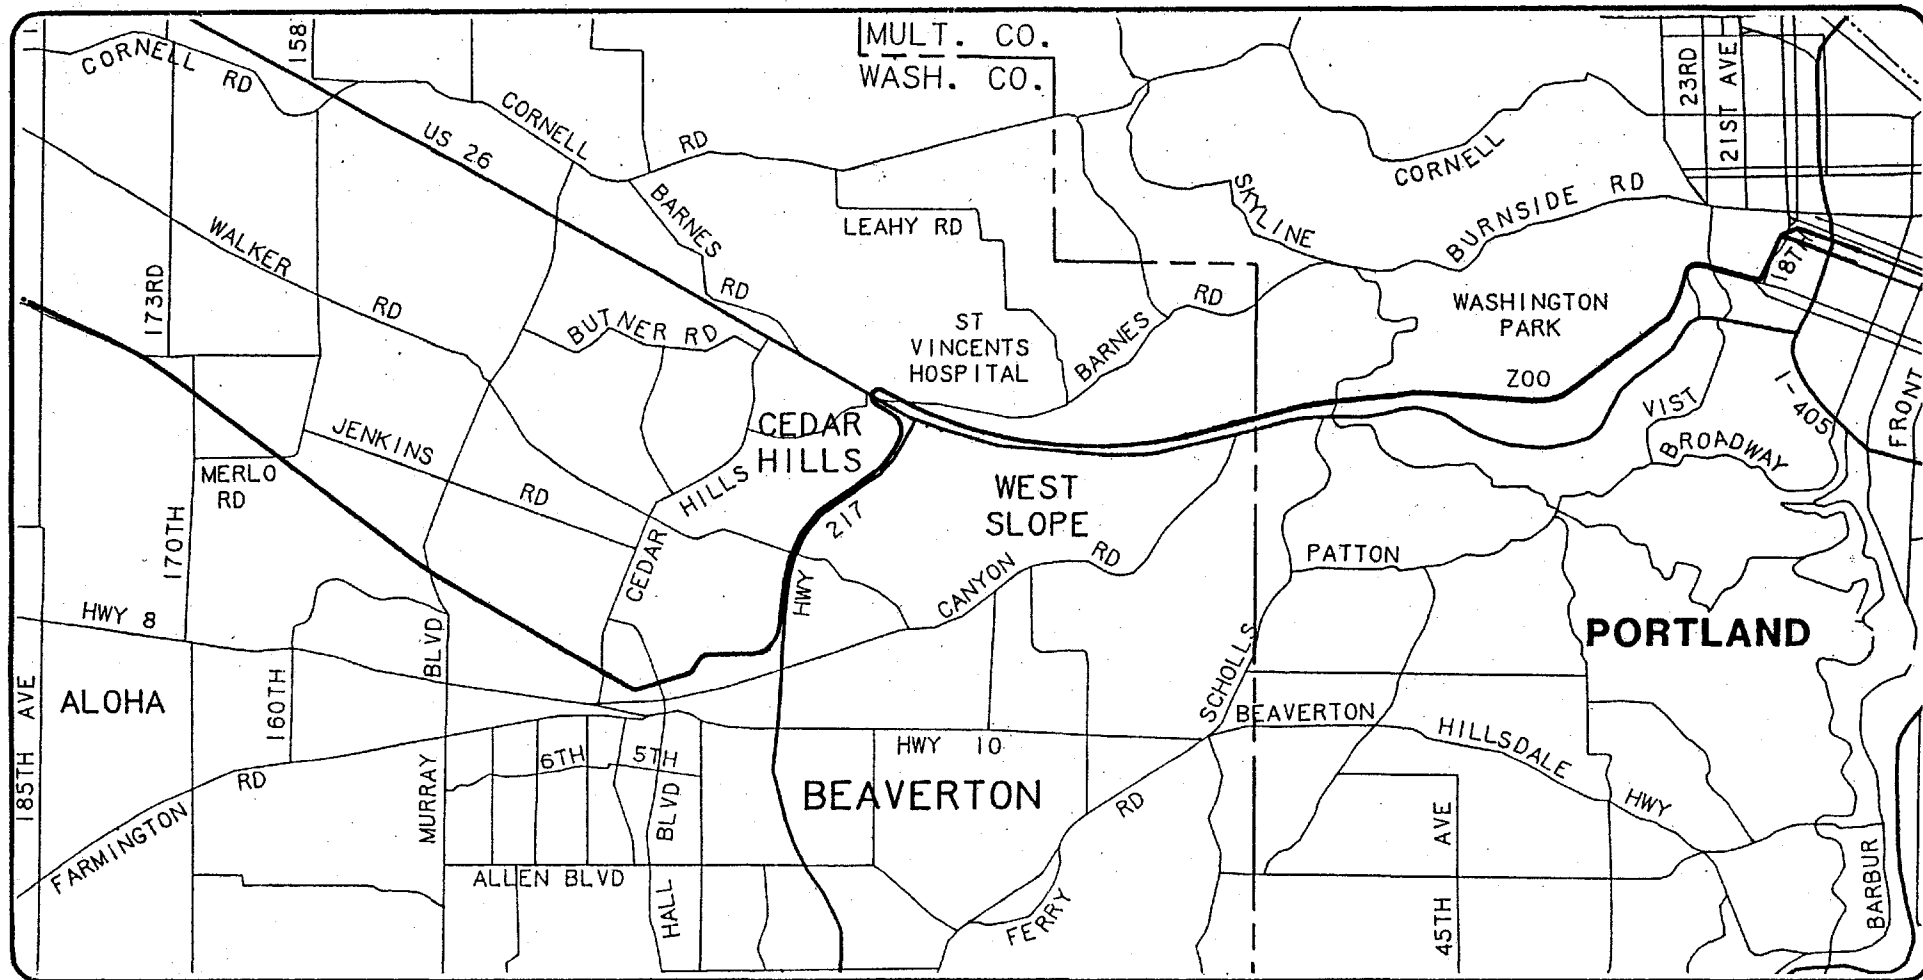 MULT. CO.
WASH. CO.
CORNELL RD
158
US 26
CORNELL RD
BARNES RD
LEAHY RD
SKYLINE
CORNELL
BURNSIDE RD
23RD
21ST AVE
18TH
WALKER RD
173RD
BUTNER RD
ST
VINCENTS
HOSPITAL
BARNES RD
WASHINGTON
PARK
ZOO
VIST
BROADWAY
I-405
FRONT
JENKINS RD
MERLO
RD
CEDAR
HILLS
CEDAR HILLS
HWY 217
WEST
SLOPE
CANYON RD
PATTON
170TH
HWY 8
BLVD
MURRAY
PORTLAND
185TH AVE
ALOHA
160TH
SCHOLLS
BEAVERTON HILLSDALE HWY
HWY 10
6TH
5TH
BEAVERTON
FARMINGTON RD
HALL BLVD
ALLEN BLVD
FERRY RD
45TH AVE
BARBUR